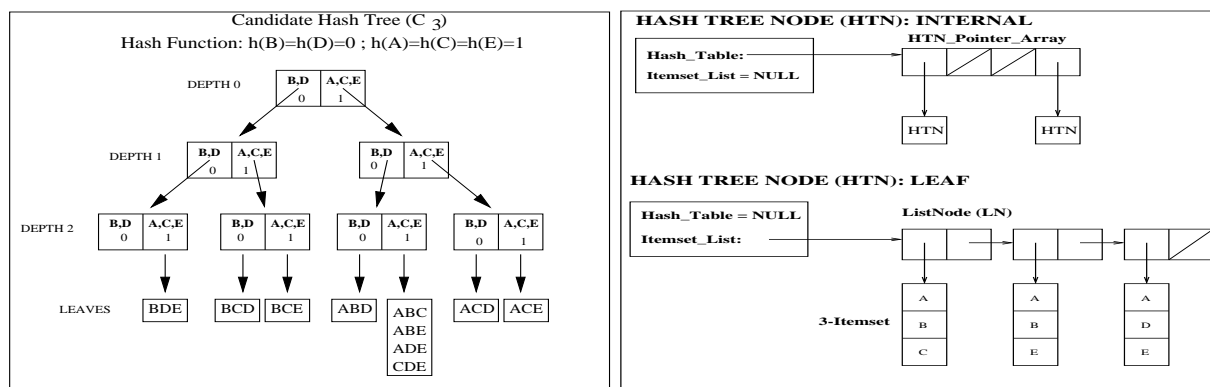 Candidate Hash Tree (C 3)
Hash Function: h(B)=h(D)=0 ; h(A)=h(C)=h(E)=1
DEPTH 0
B,D A,C,E
0 1
DEPTH 1
B,D A,C,E
0 1
B,D A,C,E
0 1
DEPTH 2
B,D A,C,E
0 1
B,D A,C,E
0 1
B,D A,C,E
0 1
B,D A,C,E
0 1
LEAVES
BDE
BCD
BCE
ABD
ABC
ABE
ADE
CDE
ACD
ACE
HASH TREE NODE (HTN): INTERNAL
HTN_Pointer_Array
Hash_Table:
Itemset_List = NULL
HTN
HTN
HASH TREE NODE (HTN): LEAF
Hash_Table = NULL
Itemset_List:
ListNode (LN)
3-Itemset
A
B
C
A
B
E
A
D
E